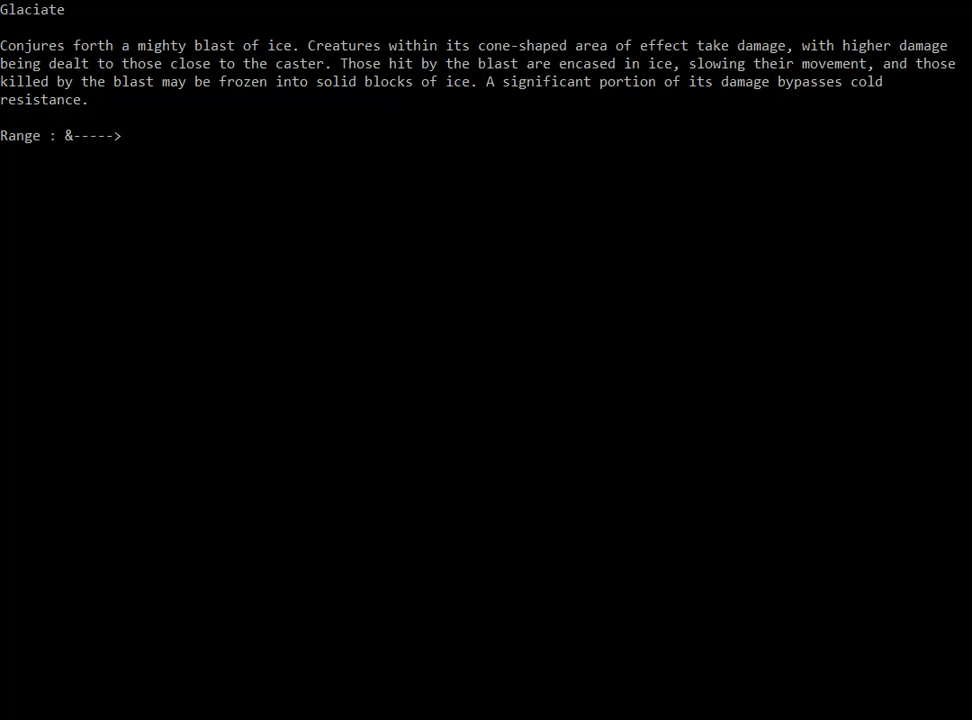 Glaciate
Conjures forth a mighty blast of ice. Creatures within its cone-shaped area of effect take damage, with higher damage
being dealt to those close to the caster. Those hit by the blast are encased in ice, slowing their movement, and those
killed by the blast may be frozen into solid blocks of ice. A significant portion of its damage bypasses cold
resistance.
Range : &----->